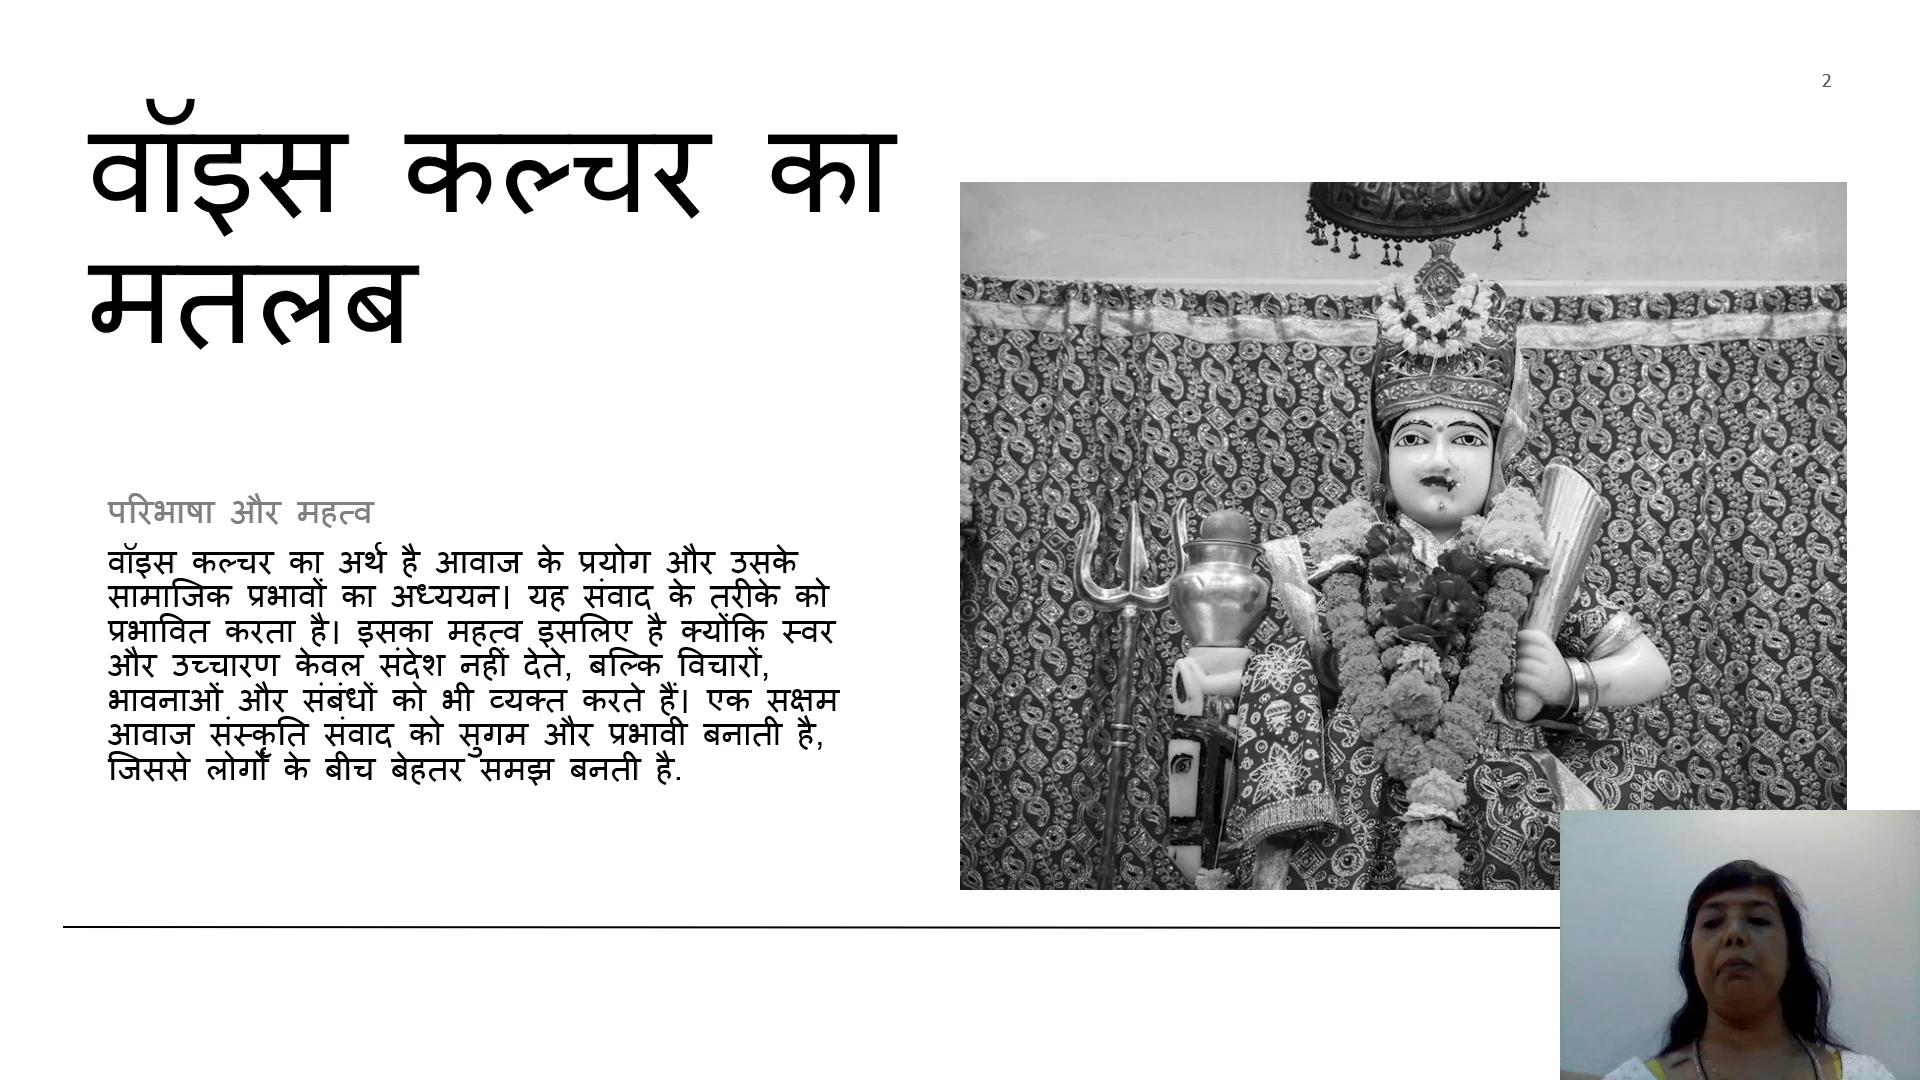 2
वॉइस कल्चर का
मतलब
परिभाषा और महत्व
वॉइस कल्चर का अर्थ है आवाज के प्रयोग और उसके
सामाजिक प्रभावों का अध्ययन। यह संवाद के तरीके को
प्रभावित करता है। इसका महत्व इसलिए है क्योंकि स्वर
और उच्चारण केवल संदेश नहीं देते, बल्कि विचारों,
भावनाओं और संबंधों को भी व्यक्त करते हैं। एक सक्षम
आवाज संस्कृति संवाद को सुगम और प्रभावी बनाती है,
जिससे लोगों के बीच बेहतर समझ बनती है.